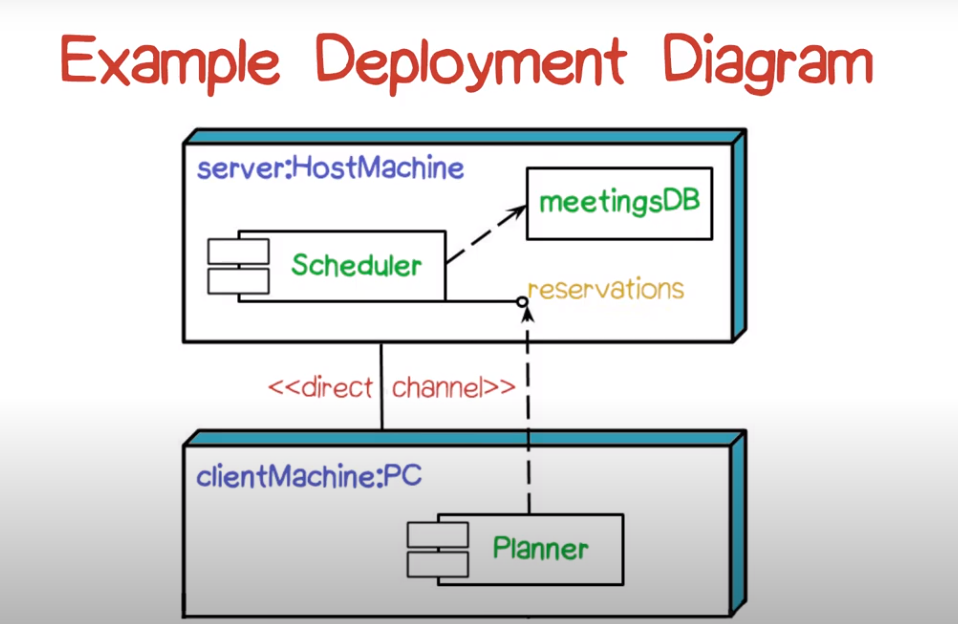 Example Deployment Diagram
server:HostMachine
meetingsDB
Scheduler
reservations
<<direct channel>>
clientMachine:PC
Planner